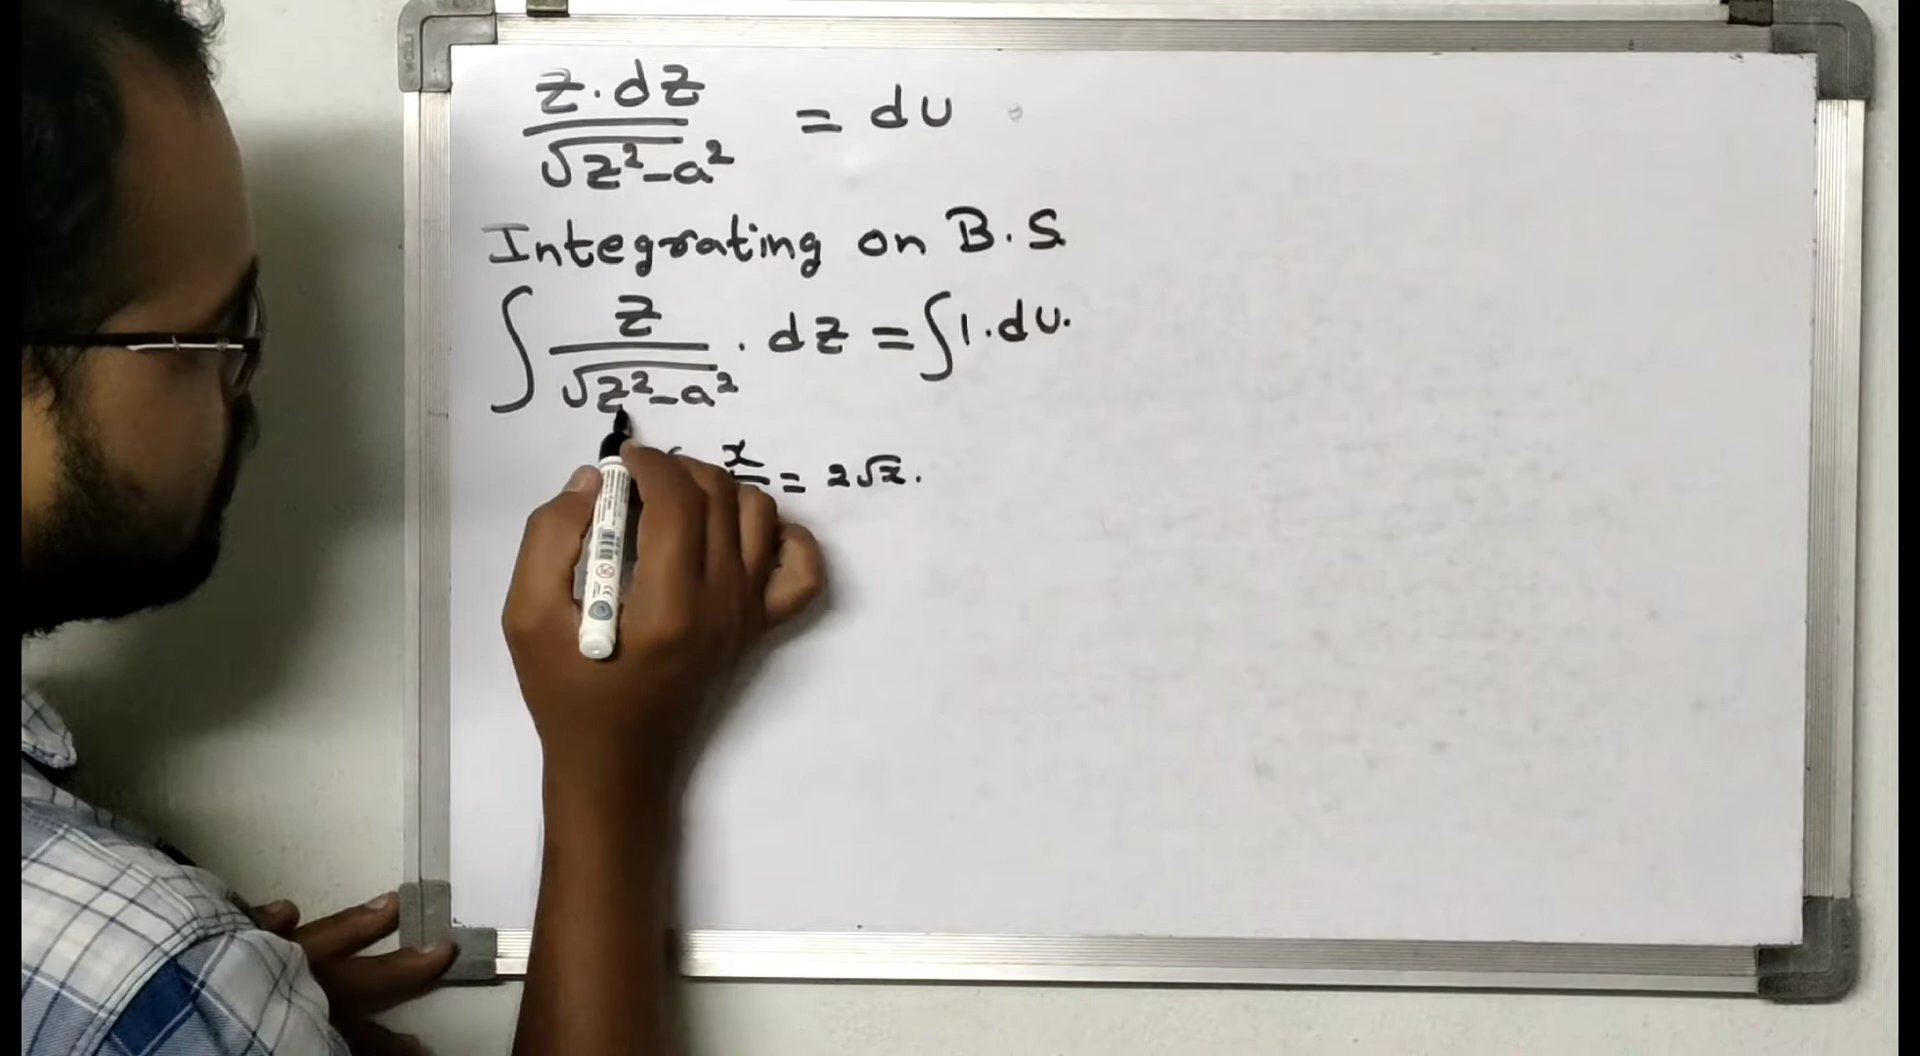 z.dz/√z²-a² = du
Integrating on B.S.
∫ z/√z²-a² . dz = ∫1.du.
x = 2√x.